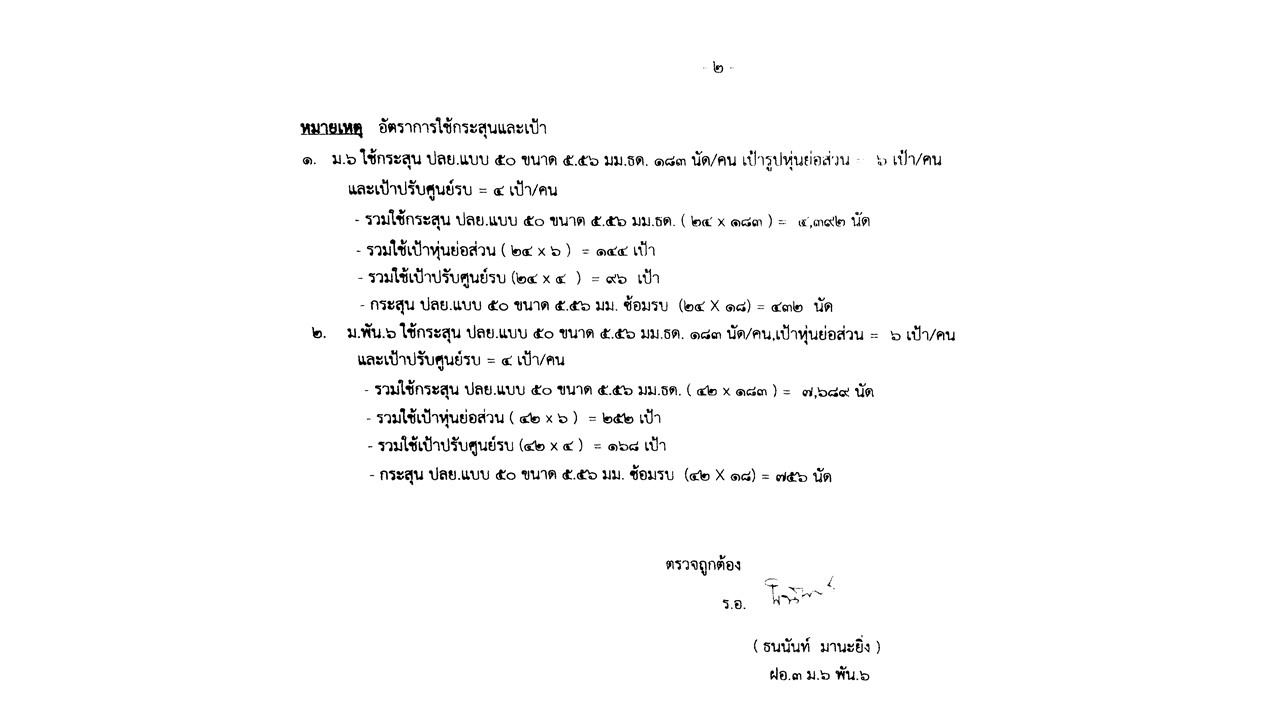 - ๒ -
หมายเหตุ อัตราการใช้กระสุนและเป้า
๑. ม.๖ ใช้กระสุน ปลย.แบบ ๕๐ ขนาด ๕.๕๖ มม.ธด. ๑๘๓ นัด/คน เป้ารูปหุ่นย่อส่วน = ๖ เป้า/คน
และเป้าปรับศูนย์รบ = ๔ เป้า/คน
- รวมใช้กระสุน ปลย.แบบ ๕๐ ขนาด ๕.๕๖ มม.ธด. ( ๒๔ x ๑๘๓ ) = ๔,๓๙๒ นัด
- รวมใช้เป้าหุ่นย่อส่วน ( ๒๔ x ๖ ) = ๑๔๔ เป้า
- รวมใช้เป้าปรับศูนย์รบ (๒๔ x ๔ ) = ๙๖ เป้า
- กระสุน ปลย.แบบ ๕๐ ขนาด ๕.๕๖ มม. ซ้อมรบ (๒๔ X ๑๘) = ๔๓๒ นัด
๒. ม.พัน.๖ ใช้กระสุน ปลย.แบบ ๕๐ ขนาด ๕.๕๖ มม.ธด. ๑๘๓ นัด/คน,เป้าหุ่นย่อส่วน = ๖ เป้า/คน
และเป้าปรับศูนย์รบ = ๔ เป้า/คน
- รวมใช้กระสุน ปลย.แบบ ๕๐ ขนาด ๕.๕๖ มม.ธด. ( ๔๒ x ๑๘๓ ) = ๗,๖๘๙ นัด
- รวมใช้เป้าหุ่นย่อส่วน ( ๔๒ x ๖ ) = ๒๕๒ เป้า
- รวมใช้เป้าปรับศูนย์รบ (๔๒ x ๔ ) = ๑๖๘ เป้า
- กระสุน ปลย.แบบ ๕๐ ขนาด ๕.๕๖ มม. ซ้อมรบ (๔๒ X ๑๘) = ๗๕๖ นัด
ตรวจถูกต้อง
ร.อ.
( ธนนันท์ มานะยิ่ง )
ฝอ.๓ ม.๖ พัน.๖